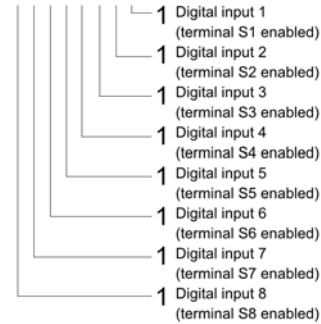 1 Digital input 1
(terminal S1 enabled)
1 Digital input 2
(terminal S2 enabled)
1 Digital input 3
(terminal S3 enabled)
1 Digital input 4
(terminal S4 enabled)
1 Digital input 5
(terminal S5 enabled)
1 Digital input 6
(terminal S6 enabled)
1 Digital input 7
(terminal S7 enabled)
1 Digital input 8
(terminal S8 enabled)